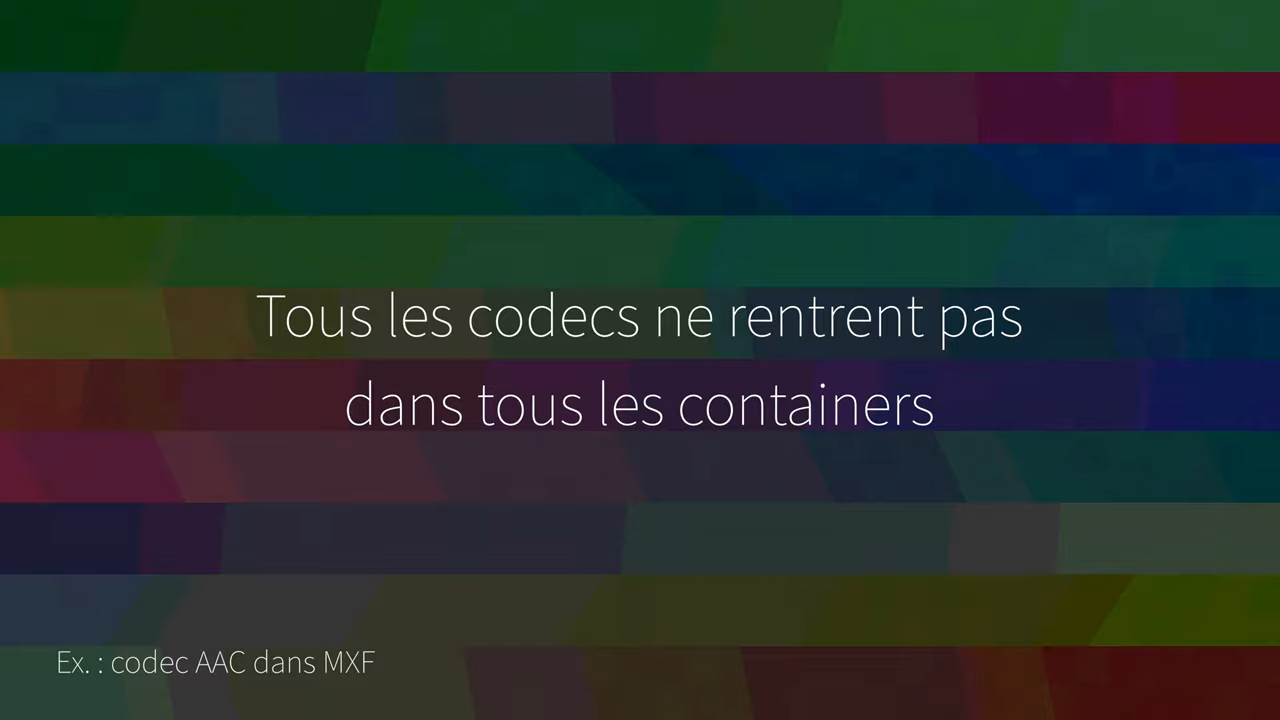 Tous les codecs ne rentrent pas
dans tous les containers
Ex. : codec AAC dans MXF